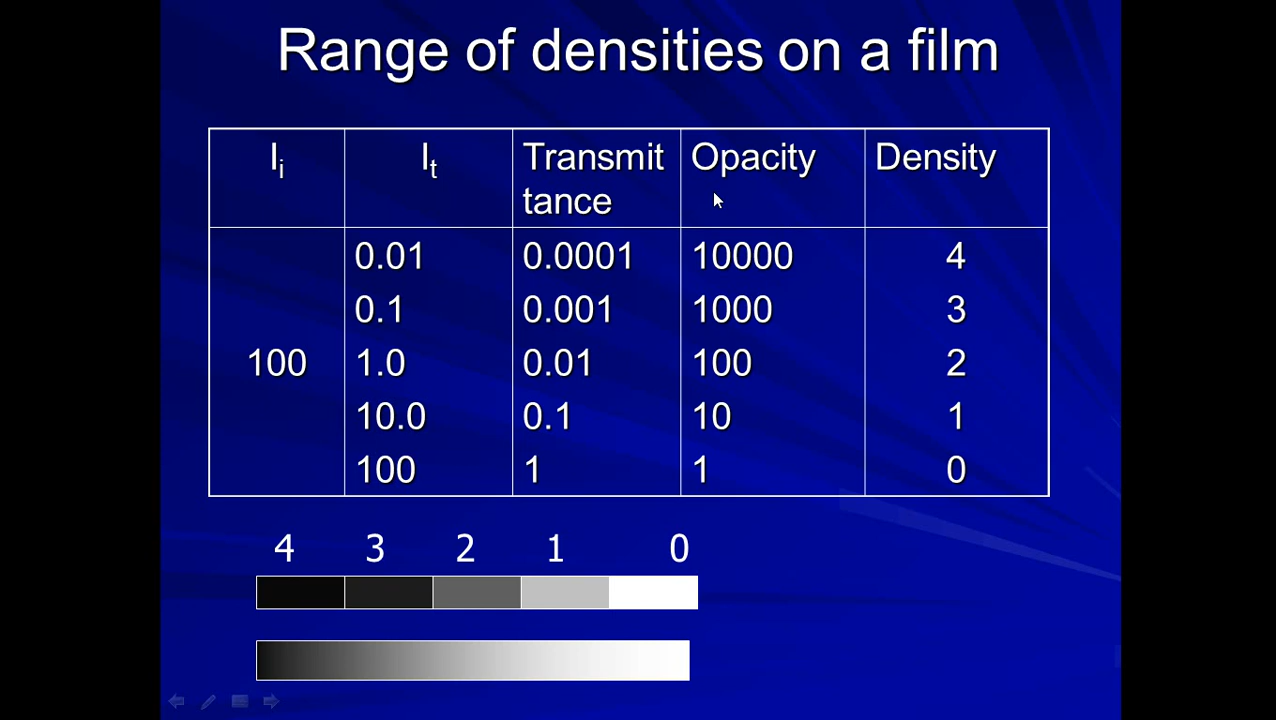 Range of densities on a film
Ii It Transmit Opacity Density
tance
0.01 0.0001 10000 4
0.1 0.001 1000 3
100 1.0 0.01 100 2
10.0 0.1 10 1
100 1 1 0
4 3 2 1 0